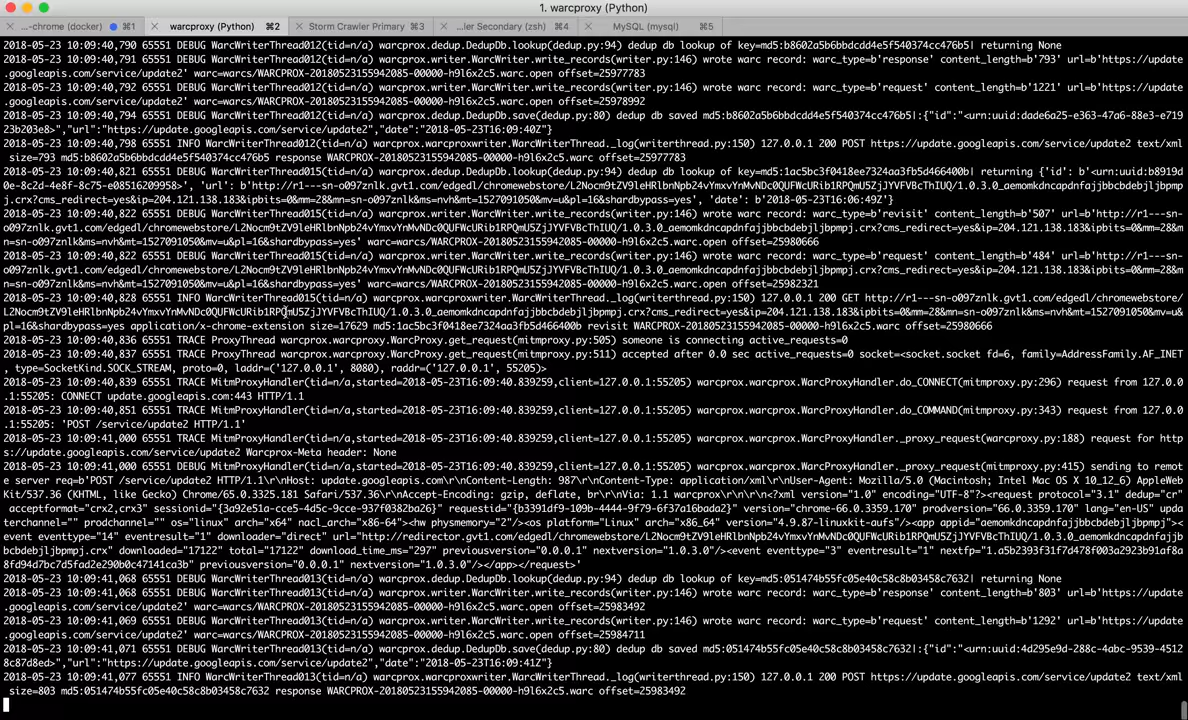 1. warcproxy (Python)
...-chrome (docker) ⌘1 warcproxy (Python) ⌘2 Storm Crawler Primary ⌘3 ...ler Secondary (zsh) ⌘4 MySQL (mysql) ⌘5
2018-05-23 10:09:40,790 65551 DEBUG WarcWriterThread012(tid=n/a) warcprox.dedup.DedupDb.lookup(dedup.py:94) dedup db lookup of key=md5:b8602a5b6bbdcdd4e5f540374cc476b5| returning None
2018-05-23 10:09:40,791 65551 DEBUG WarcWriterThread012(tid=n/a) warcprox.writer.WarcWriter.write_records(writer.py:146) wrote warc record: warc_type=b'response' content_length=b'793' url=b'https://update
.googleapis.com/service/update2' warc=warcs/WARCPROX-20180523155942085-00000-h9l6x2c5.warc.open offset=25977783
2018-05-23 10:09:40,792 65551 DEBUG WarcWriterThread012(tid=n/a) warcprox.writer.WarcWriter.write_records(writer.py:146) wrote warc record: warc_type=b'request' content_length=b'1221' url=b'https://update
.googleapis.com/service/update2' warc=warcs/WARCPROX-20180523155942085-00000-h9l6x2c5.warc.open offset=25978992
2018-05-23 10:09:40,794 65551 DEBUG WarcWriterThread012(tid=n/a) warcprox.dedup.DedupDb.save(dedup.py:80) dedup db saved md5:b8602a5b6bbdcdd4e5f540374cc476b5|:{"id":"<urn:uuid:dade6a25-e363-47a6-88e3-e719
23b203e8>","url":"https://update.googleapis.com/service/update2","date":"2018-05-23T16:09:40Z"}
2018-05-23 10:09:40,798 65551 INFO WarcWriterThread012(tid=n/a) warcprox.warcproxwriter.WarcWriterThread._log(writerthread.py:150) 127.0.0.1 200 POST https://update.googleapis.com/service/update2 text/xml
size=793 md5:b8602a5b6bbdcdd4e5f540374cc476b5 response WARCPROX-20180523155942085-00000-h9l6x2c5.warc offset=25977783
2018-05-23 10:09:40,821 65551 DEBUG WarcWriterThread015(tid=n/a) warcprox.dedup.DedupDb.lookup(dedup.py:94) dedup db lookup of key=md5:1ac5bc3f0418ee7324aa3fb5d466400b| returning {'id': b'<urn:uuid:b8919d
0e-8c2d-4e8f-8c75-e08516209958>', 'url': b'http://r1---sn-o097znlk.gvt1.com/edgedl/chromewebstore/L2Nocm9tZV9leHRlbnNpb24vYmxvYnMvNDc0QUFWcURib1RPQmU5ZjJYVFVBcThIUQ/1.0.3.0_aemomkdncapdnfajjbbcbdebjljbpmp
j.crx?cms_redirect=yes&ip=204.121.138.183&ipbits=0&mm=28&mn=sn-o097znlk&ms=nvh&mt=1527091050&mv=u&pl=16&shardbypass=yes', 'date': b'2018-05-23T16:06:49Z'}
2018-05-23 10:09:40,822 65551 DEBUG WarcWriterThread015(tid=n/a) warcprox.writer.WarcWriter.write_records(writer.py:146) wrote warc record: warc_type=b'revisit' content_length=b'507' url=b'http://r1---sn-
o097znlk.gvt1.com/edgedl/chromewebstore/L2Nocm9tZV9leHRlbnNpb24vYmxvYnMvNDc0QUFWcURib1RPQmU5ZjJYVFVBcThIUQ/1.0.3.0_aemomkdncapdnfajjbbcbdebjljbpmpj.crx?cms_redirect=yes&ip=204.121.138.183&ipbits=0&mm=28&m
n=sn-o097znlk&ms=nvh&mt=1527091050&mv=u&pl=16&shardbypass=yes' warc=warcs/WARCPROX-20180523155942085-00000-h9l6x2c5.warc.open offset=25980666
2018-05-23 10:09:40,822 65551 DEBUG WarcWriterThread015(tid=n/a) warcprox.writer.WarcWriter.write_records(writer.py:146) wrote warc record: warc_type=b'request' content_length=b'484' url=b'http://r1---sn-
o097znlk.gvt1.com/edgedl/chromewebstore/L2Nocm9tZV9leHRlbnNpb24vYmxvYnMvNDc0QUFWcURib1RPQmU5ZjJYVFVBcThIUQ/1.0.3.0_aemomkdncapdnfajjbbcbdebjljbpmpj.crx?cms_redirect=yes&ip=204.121.138.183&ipbits=0&mm=28&m
n=sn-o097znlk&ms=nvh&mt=1527091050&mv=u&pl=16&shardbypass=yes' warc=warcs/WARCPROX-20180523155942085-00000-h9l6x2c5.warc.open offset=25982321
2018-05-23 10:09:40,828 65551 INFO WarcWriterThread015(tid=n/a) warcprox.warcproxwriter.WarcWriterThread._log(writerthread.py:150) 127.0.0.1 200 GET http://r1---sn-o097znlk.gvt1.com/edgedl/chromewebstore/
L2Nocm9tZV9leHRlbnNpb24vYmxvYnMvNDc0QUFWcURib1RPQmU5ZjJYVFVBcThIUQ/1.0.3.0_aemomkdncapdnfajjbbcbdebjljbpmpj.crx?cms_redirect=yes&ip=204.121.138.183&ipbits=0&mm=28&mn=sn-o097znlk&ms=nvh&mt=1527091050&mv=u&
pl=16&shardbypass=yes application/x-chrome-extension size=17629 md5:1ac5bc3f0418ee7324aa3fb5d466400b revisit WARCPROX-20180523155942085-00000-h9l6x2c5.warc offset=25980666
2018-05-23 10:09:40,836 65551 TRACE ProxyThread warcprox.warcproxy.WarcProxy.get_request(mitmproxy.py:505) someone is connecting active_requests=0
2018-05-23 10:09:40,837 65551 TRACE ProxyThread warcprox.warcproxy.WarcProxy.get_request(mitmproxy.py:511) accepted after 0.0 sec active_requests=0 socket=<socket.socket fd=6, family=AddressFamily.AF_INET
, type=SocketKind.SOCK_STREAM, proto=0, laddr=('127.0.0.1', 8080), raddr=('127.0.0.1', 55205)>
2018-05-23 10:09:40,839 65551 TRACE MitmProxyHandler(tid=n/a,started=2018-05-23T16:09:40.839259,client=127.0.0.1:55205) warcprox.warcproxy.WarcProxyHandler.do_CONNECT(mitmproxy.py:296) request from 127.0.0
.1:55205: CONNECT update.googleapis.com:443 HTTP/1.1
2018-05-23 10:09:40,851 65551 TRACE MitmProxyHandler(tid=n/a,started=2018-05-23T16:09:40.839259,client=127.0.0.1:55205) warcprox.warcproxy.WarcProxyHandler.do_COMMAND(mitmproxy.py:343) request from 127.0.0
.1:55205: 'POST /service/update2 HTTP/1.1'
2018-05-23 10:09:41,000 65551 TRACE MitmProxyHandler(tid=n/a,started=2018-05-23T16:09:40.839259,client=127.0.0.1:55205) warcprox.warcproxy.WarcProxyHandler._proxy_request(warcproxy.py:188) request for http
s://update.googleapis.com/service/update2 Warcprox-Meta header: None
2018-05-23 10:09:41,000 65551 DEBUG MitmProxyHandler(tid=n/a,started=2018-05-23T16:09:40.839259,client=127.0.0.1:55205) warcprox.warcproxy.WarcProxyHandler._proxy_request(mitmproxy.py:415) sending to remot
e server req=b'POST /service/update2 HTTP/1.1\r\nHost: update.googleapis.com\r\nContent-Length: 987\r\nContent-Type: application/xml\r\nUser-Agent: Mozilla/5.0 (Macintosh; Intel Mac OS X 10_12_6) AppleWeb
Kit/537.36 (KHTML, like Gecko) Chrome/65.0.3325.181 Safari/537.36\r\nAccept-Encoding: gzip, deflate, br\r\nVia: 1.1 warcprox\r\n\r\n<?xml version="1.0" encoding="UTF-8"?><request protocol="3.1" dedup="cr"
acceptformat="crx2,crx3" sessionid="{3a92e51a-cce5-4d5c-9cce-937f0382ba26}" requestid="{b3391df9-109b-4444-9f79-6f37a16bada2}" version="chrome-66.0.3359.170" prodversion="66.0.3359.170" lang="en-US" upda
terchannel="" prodchannel="" os="linux" arch="x64" nacl_arch="x86-64"><hw physmemory="2"/><os platform="Linux" arch="x86_64" version="4.9.87-linuxkit-aufs"/><app appid="aemomkdncapdnfajjbbcbdebjljbpmpj"><
event eventtype="14" eventresult="1" downloader="direct" url="http://redirector.gvt1.com/edgedl/chromewebstore/L2Nocm9tZV9leHRlbnNpb24vYmxvYnMvNDc0QUFWcURib1RPQmU5ZjJYVFVBcThIUQ/1.0.3.0_aemomkdncapdnfajjb
bcbdebjljbpmpj.crx" downloaded="17122" total="17122" download_time_ms="297" previousversion="0.0.0.1" nextversion="1.0.3.0"/><event eventtype="3" eventresult="1" nextfp="1.a5b2393f31f7d478f003a2923b91af8a
8fd94d7bc7d5fad2e290b0c47141ca3b" previousversion="0.0.0.1" nextversion="1.0.3.0"/></app></request>'
2018-05-23 10:09:41,068 65551 DEBUG WarcWriterThread013(tid=n/a) warcprox.dedup.DedupDb.lookup(dedup.py:94) dedup db lookup of key=md5:051474b55fc05e40c58c8b03458c7632| returning None
2018-05-23 10:09:41,068 65551 DEBUG WarcWriterThread013(tid=n/a) warcprox.writer.WarcWriter.write_records(writer.py:146) wrote warc record: warc_type=b'response' content_length=b'803' url=b'https://update
.googleapis.com/service/update2' warc=warcs/WARCPROX-20180523155942085-00000-h9l6x2c5.warc.open offset=25983492
2018-05-23 10:09:41,069 65551 DEBUG WarcWriterThread013(tid=n/a) warcprox.writer.WarcWriter.write_records(writer.py:146) wrote warc record: warc_type=b'request' content_length=b'1292' url=b'https://update
.googleapis.com/service/update2' warc=warcs/WARCPROX-20180523155942085-00000-h9l6x2c5.warc.open offset=25984711
2018-05-23 10:09:41,071 65551 DEBUG WarcWriterThread013(tid=n/a) warcprox.dedup.DedupDb.save(dedup.py:80) dedup db saved md5:051474b55fc05e40c58c8b03458c7632|:{"id":"<urn:uuid:4d295e9d-288c-4abc-9539-4512
8c87d8ed>","url":"https://update.googleapis.com/service/update2","date":"2018-05-23T16:09:41Z"}
2018-05-23 10:09:41,077 65551 INFO WarcWriterThread013(tid=n/a) warcprox.warcproxwriter.WarcWriterThread._log(writerthread.py:150) 127.0.0.1 200 POST https://update.googleapis.com/service/update2 text/xml
size=803 md5:051474b55fc05e40c58c8b03458c7632 response WARCPROX-20180523155942085-00000-h9l6x2c5.warc offset=25983492